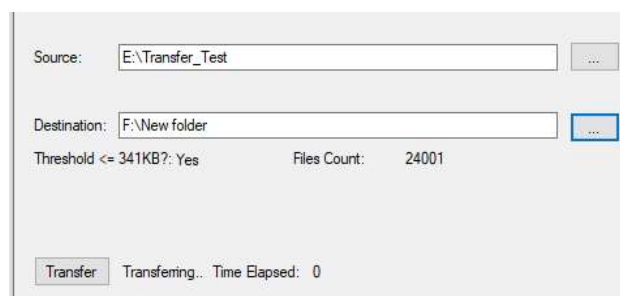 Source: E:\Transfer_Test ...
Destination: F:\New folder ...
Threshold <= 341KB?: Yes Files Count: 24001
Transfer Transferring.. Time Elapsed: 0